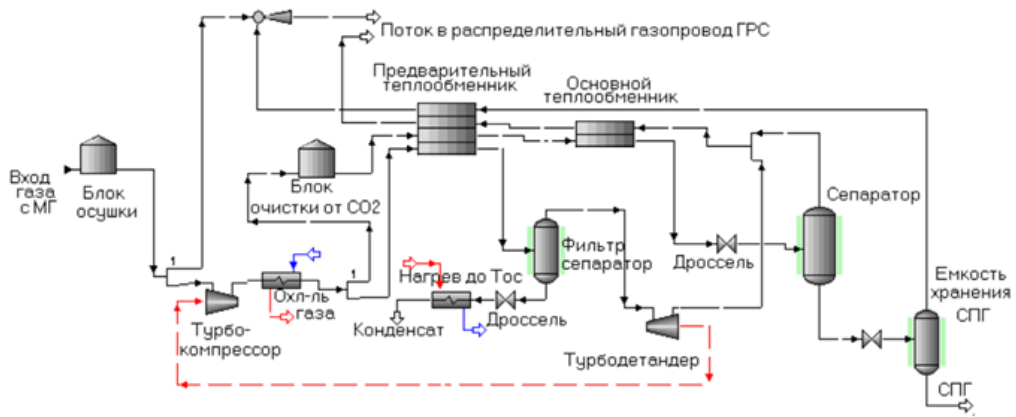 Поток в распределительный газопровод ГРС
Предварительный
теплообменник
Основной
теплообменник
Вход
газа
с МГ
Блок
осушки
Блок
очистки от СО2
Сепаратор
Фильтр
сепаратор
Дроссель
Емкость
хранения
СПГ
1
1
Охл-ль
газа
Нагрев до Тос
Турбо-
компрессор
Конденсат
Дроссель
Турбодетандер
СПГ